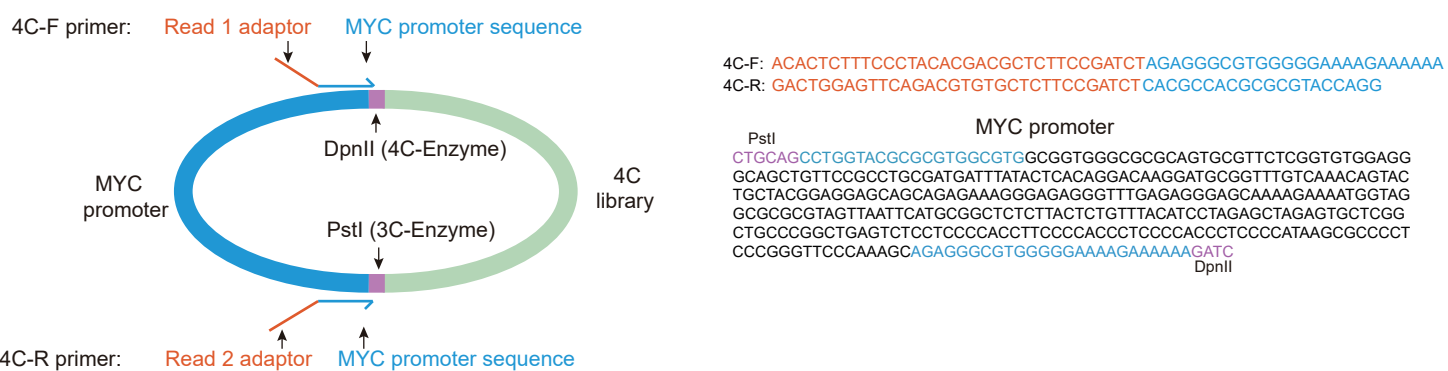 4C-F primer: Read 1 adaptor MYC promoter sequence
DpnII (4C-Enzyme)
MYC
promoter
4C
library
PstI (3C-Enzyme)
4C-R primer: Read 2 adaptor MYC promoter sequence
4C-F: ACACTCTTTCCCTACACGACGCTCTTCCGATCTAGAGGGCGTGGGGGAAAAGAAAAAA
4C-R: GACTGGAGTTCAGACGTGTGCTCTTCCGATCTCACGCCACGCGCGTACCAGG
MYC promoter
PstI
CTGCAGCCTGGTACGCGCGTGGCGTGGCGGTGGGCGCGCAGTGCGTTCTCGGTGTGGAGG
GCAGCTGTTCCGCCTGCGATGATTTATACTCACAGGACAAGGATGCGGTTTGTCAAACAGTAC
TGCTACGGAGGAGCAGCAGAGAAAGGGAGAGGGTTTGAGAGGGAGCAAAAGAAAATGGTAG
GCGCGCGTAGTTAATTCATGCGGCTCTCTTACTCTGTTTACATCCTAGAGCTAGAGTGCTCGG
CTGCCCGGCTGAGTCTCCTCCCCACCTTCCCCACCCTCCCCACCCTCCCCATAAGCGCCCCT
CCCGGGTTCCCAAAGCAGAGGGCGTGGGGGAAAAGAAAAAAGATC
DpnII